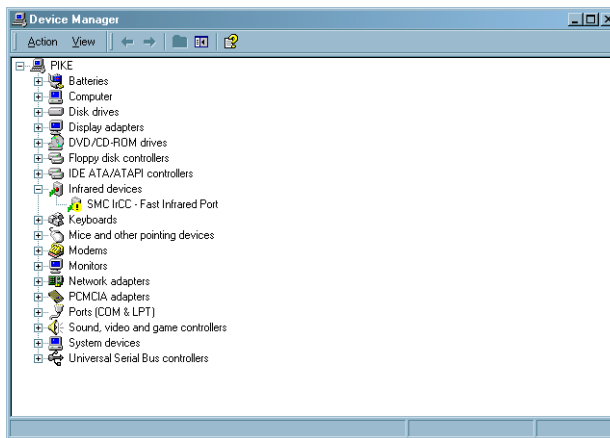 Device Manager
Action View
PIKE
Batteries
Computer
Disk drives
Display adapters
DVD/CD-ROM drives
Floppy disk controllers
IDE ATA/ATAPI controllers
Infrared devices
SMC IrCC - Fast Infrared Port
Keyboards
Mice and other pointing devices
Modems
Monitors
Network adapters
PCMCIA adapters
Ports (COM & LPT)
Sound, video and game controllers
System devices
Universal Serial Bus controllers